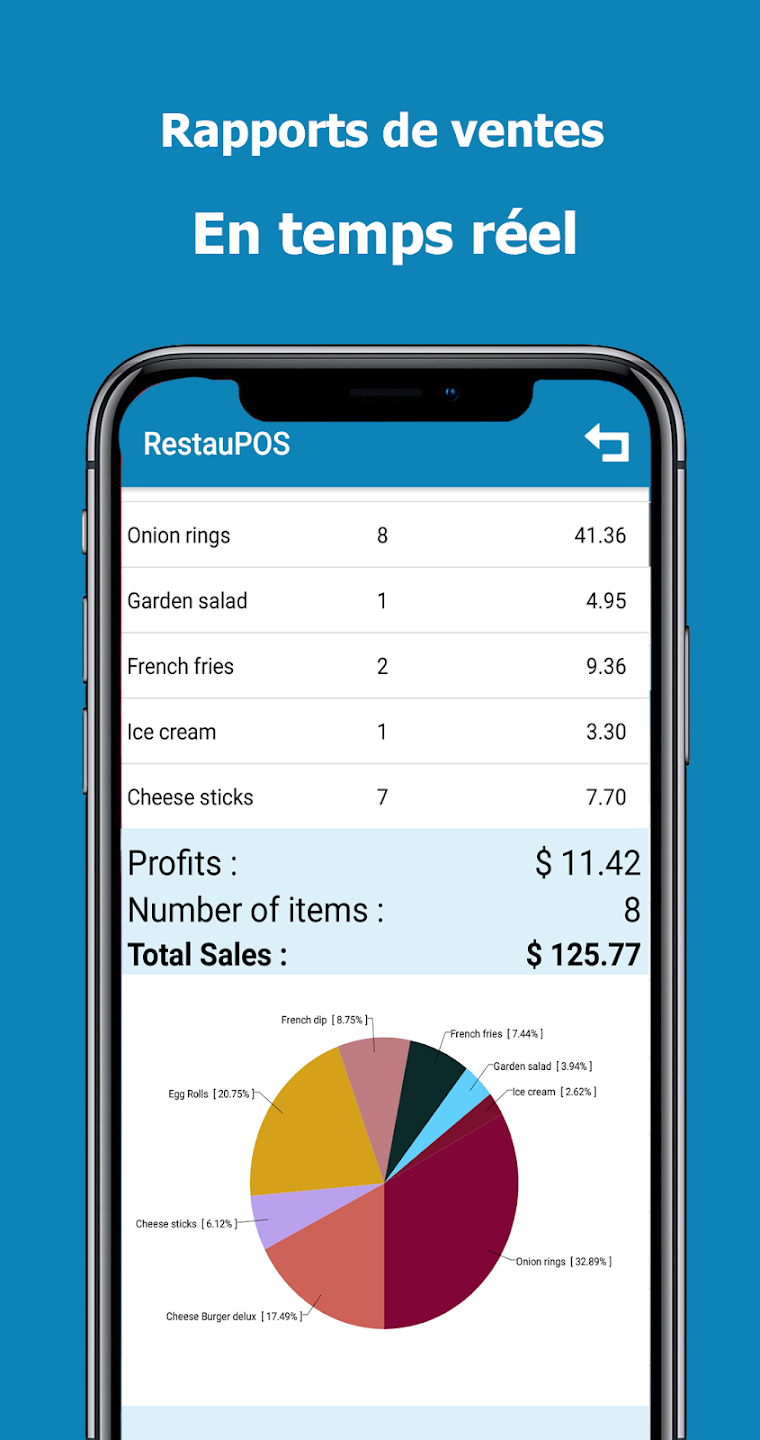 Rapports de ventes
En temps réel
RestauPOS
Onion rings 8 41.36
Garden salad 1 4.95
French fries 2 9.36
Ice cream 1 3.30
Cheese sticks 7 7.70
Profits : $ 11.42
Number of items : 8
Total Sales : $ 125.77
French dip [ 8.75% ]
French fries [ 7.44% ]
Garden salad [ 3.94% ]
Ice cream [ 2.62% ]
Egg Rolls [ 20.75% ]
Cheese sticks [ 6.12% ]
Onion rings [ 32.89% ]
Cheese Burger delux [ 17.49% ]